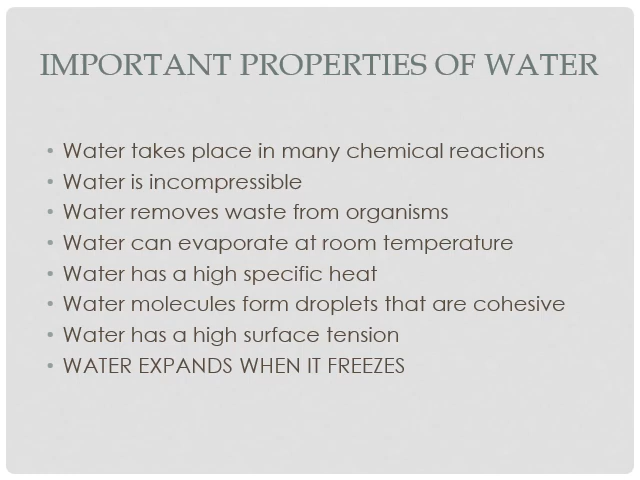 IMPORTANT PROPERTIES OF WATER
• Water takes place in many chemical reactions
• Water is incompressible
• Water removes waste from organisms
• Water can evaporate at room temperature
• Water has a high specific heat
• Water molecules form droplets that are cohesive
• Water has a high surface tension
• WATER EXPANDS WHEN IT FREEZES